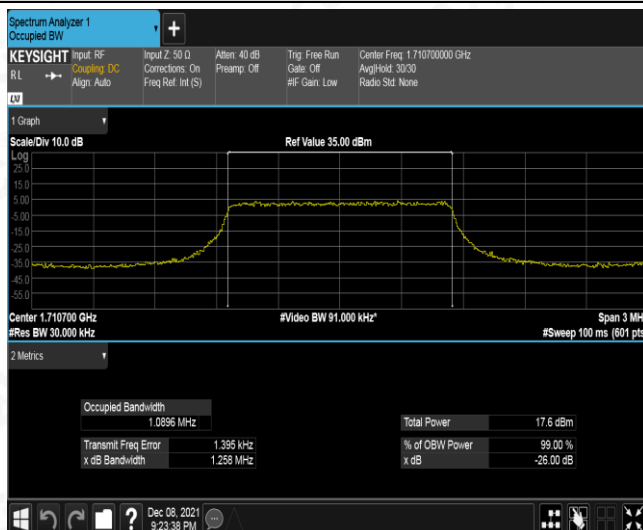 Spectrum Analyzer 1
Occupied BW
+
KEYSIGHT
RL
Input: RF
Coupling: DC
Align: Auto
Input Z: 50 Ω
Corrections: On
Freq Ref: Int (S)
Atten: 40 dB
Preamp: Off
Trig: Free Run
Gate: Off
#IF Gain: Low
Center Freq: 1.710700000 GHz
Avg|Hold: 30/30
Radio Std: None
LXI
1 Graph
Scale/Div 10.0 dB
Ref Value 35.00 dBm
Log
25.0
15.0
5.00
-5.00
-15.0
-25.0
-35.0
-45.0
-55.0
Center 1.710700 GHz
#Video BW 91.000 kHz*
Span 3 MH
#Res BW 30.000 kHz
#Sweep 100 ms (601 pts
2 Metrics
Occupied Bandwidth
1.0896 MHz
Total Power 17.6 dBm
Transmit Freq Error 1.395 kHz
% of OBW Power 99.00 %
x dB Bandwidth 1.258 MHz
x dB -26.00 dB
?
Dec 08, 2021
9:23:38 PM